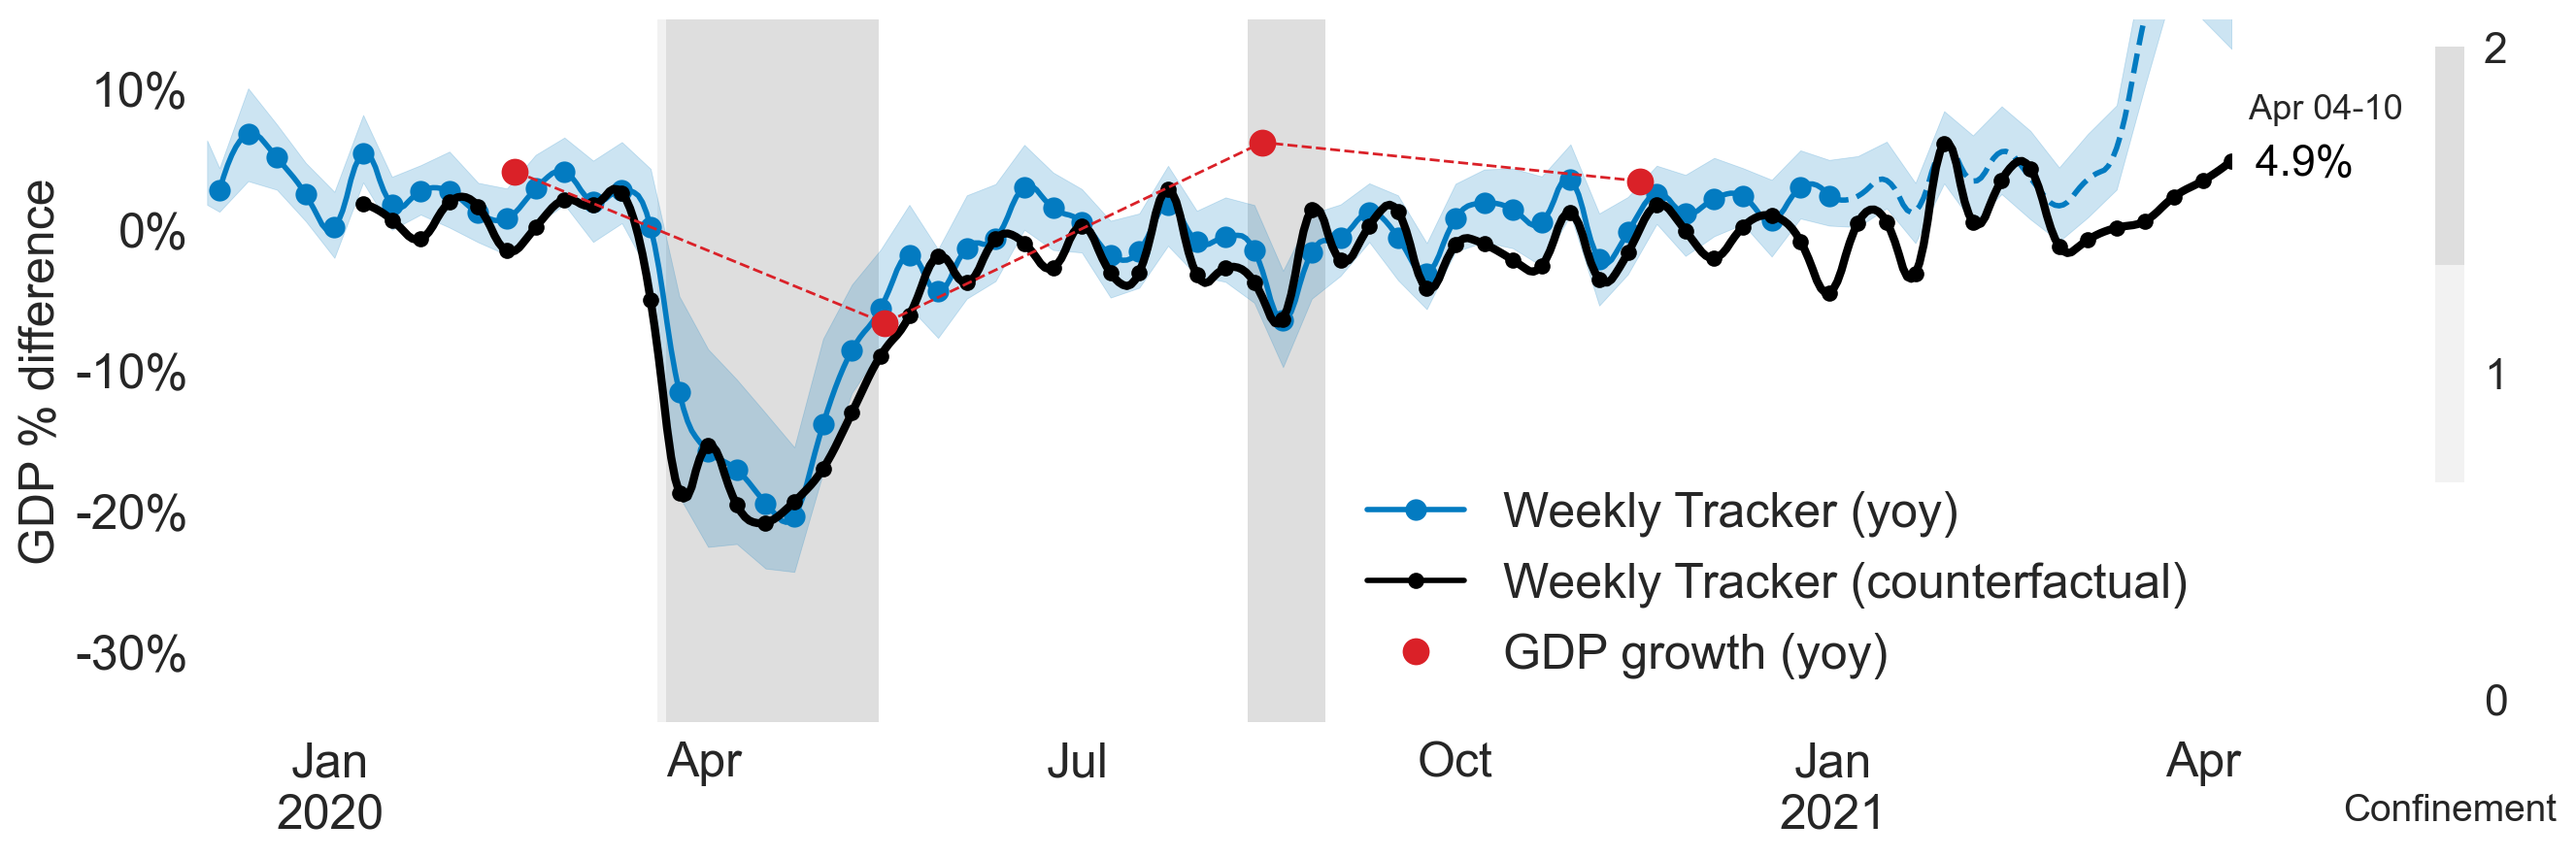 GDP % difference
10%
0%
-10%
-20%
-30%
Jan
2020
Apr
Jul
Oct
Jan
2021
Apr
Apr 04-10
4.9%
Weekly Tracker (yoy)
Weekly Tracker (counterfactual)
GDP growth (yoy)
2
1
0
Confinement